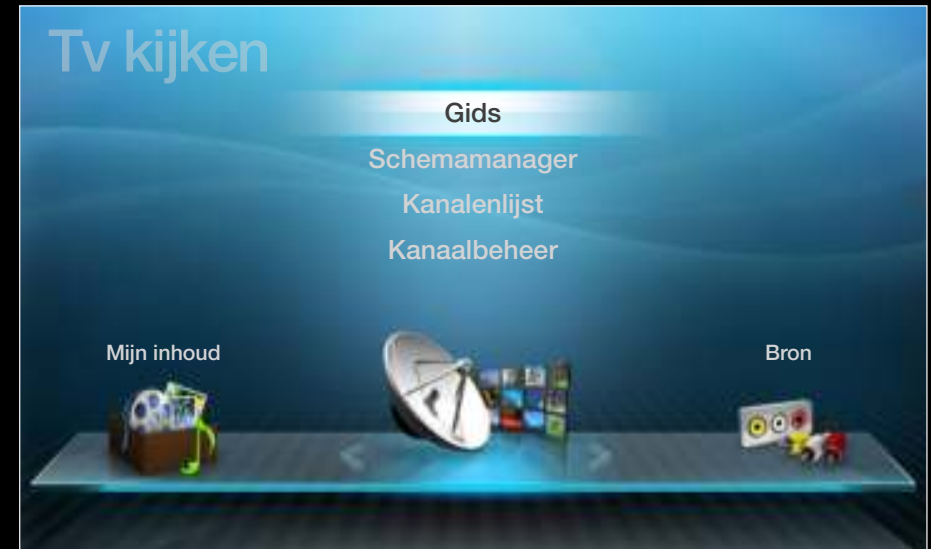 Tv kijken
Gids
Schemamanager
Kanalenlijst
Kanaalbeheer
Mijn inhoud
Bron